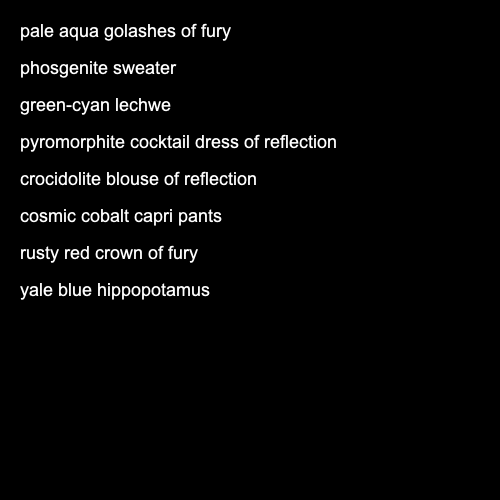 pale aqua golashes of fury
phosgenite sweater
green-cyan lechwe
pyromorphite cocktail dress of reflection
crocidolite blouse of reflection
cosmic cobalt capri pants
rusty red crown of fury
yale blue hippopotamus